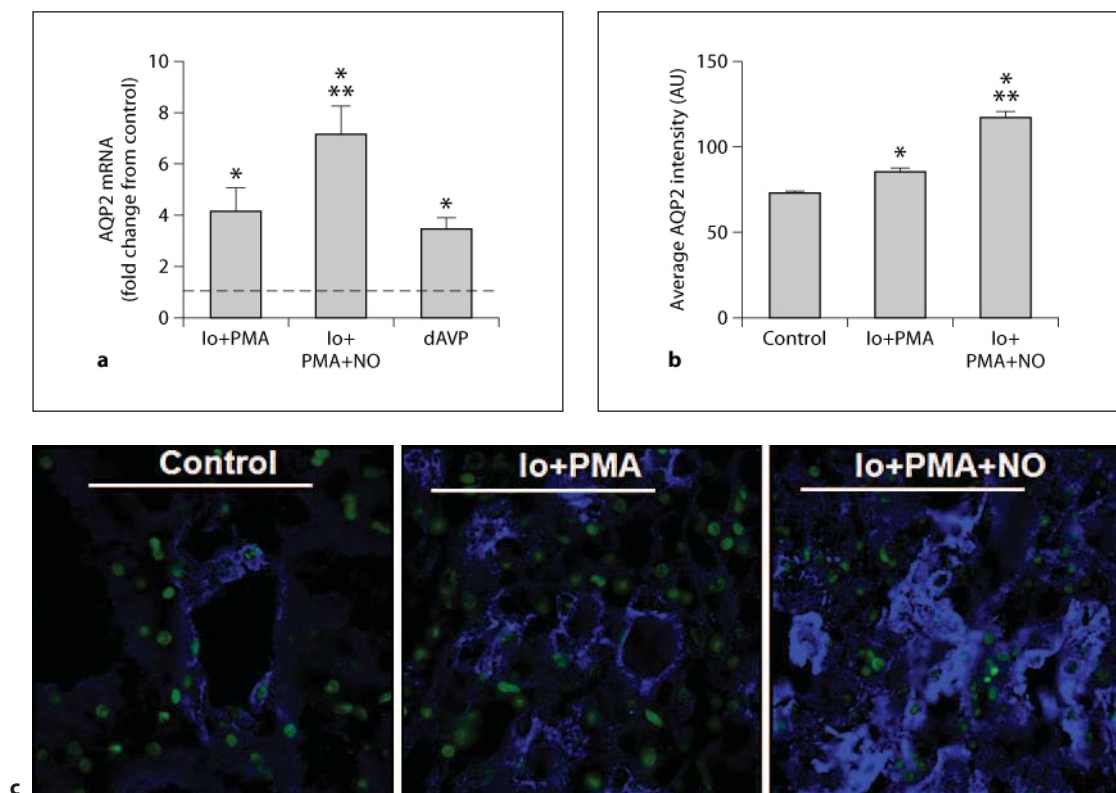 AQP2 mRNA
(fold change from control)
10
8
6
4
2
0
*
*
**
*
Io+PMA
Io+
PMA+NO
dAVP
a
Average AQP2 intensity (AU)
150
100
50
0
*
*
**
Control
Io+PMA
Io+
PMA+NO
b
Control
Io+PMA
Io+PMA+NO
c